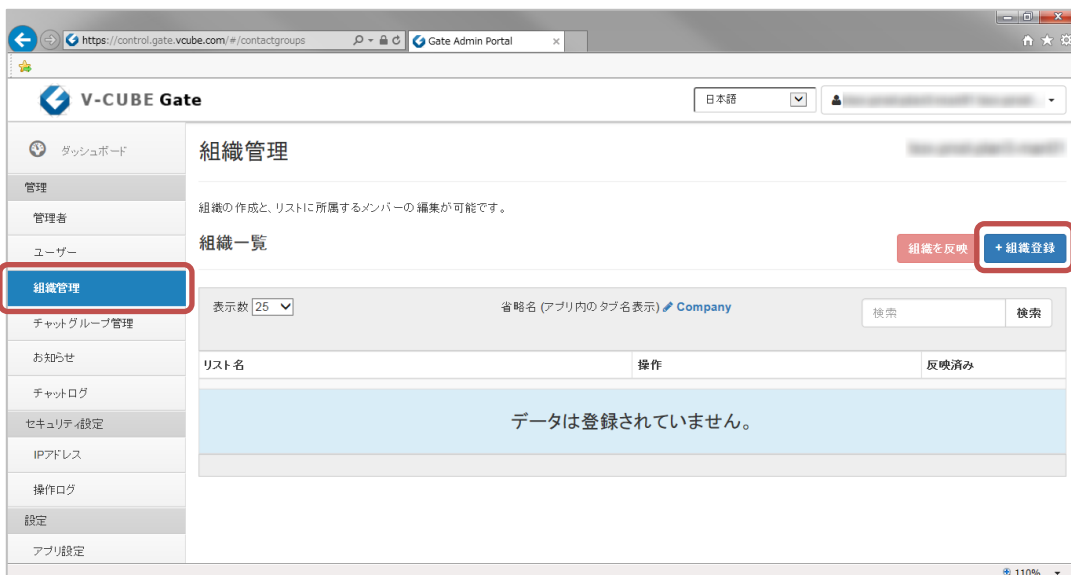 https://control.gate.vcube.com/#/contactgroups
Gate Admin Portal
V-CUBE Gate
日本語
ダッシュボード
組織管理
管理
組織の作成と、リストに所属するメンバーの編集が可能です。
管理者
組織一覧
ユーザー
組織を反映
+組織登録
組織管理
表示数 25
省略名 (アプリ内のタブ名表示) Company
検索
検索
チャットグループ管理
お知らせ
リスト名
操作
反映済み
チャットログ
データは登録されていません。
セキュリティ設定
IPアドレス
操作ログ
設定
アプリ設定
110%